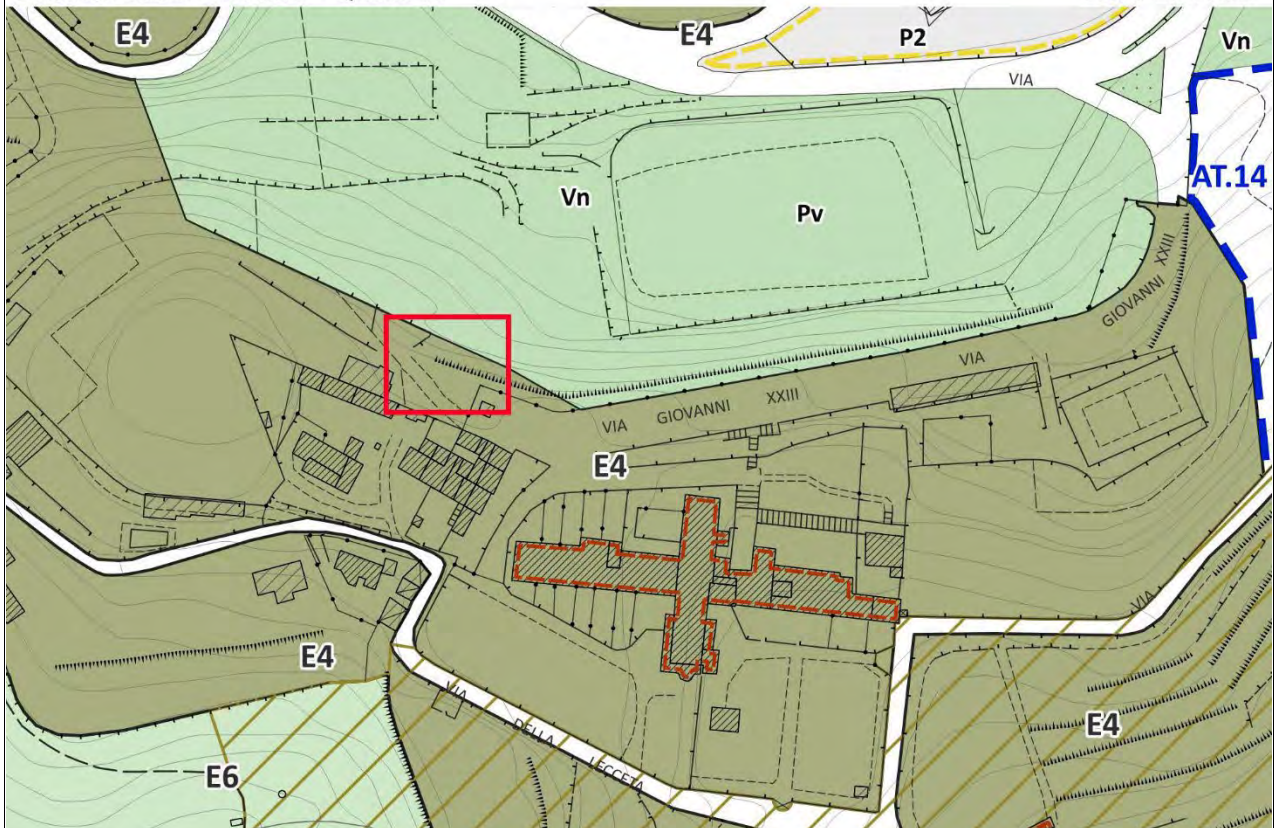 E4
E4
P2
Vn
VIA
AT.14
Vn
Pv
GIOVANNI XXIII
VIA
VIA GIOVANNI XXIII
E4
VIA
E4
VIA DELLA LECCETA
E4
E6